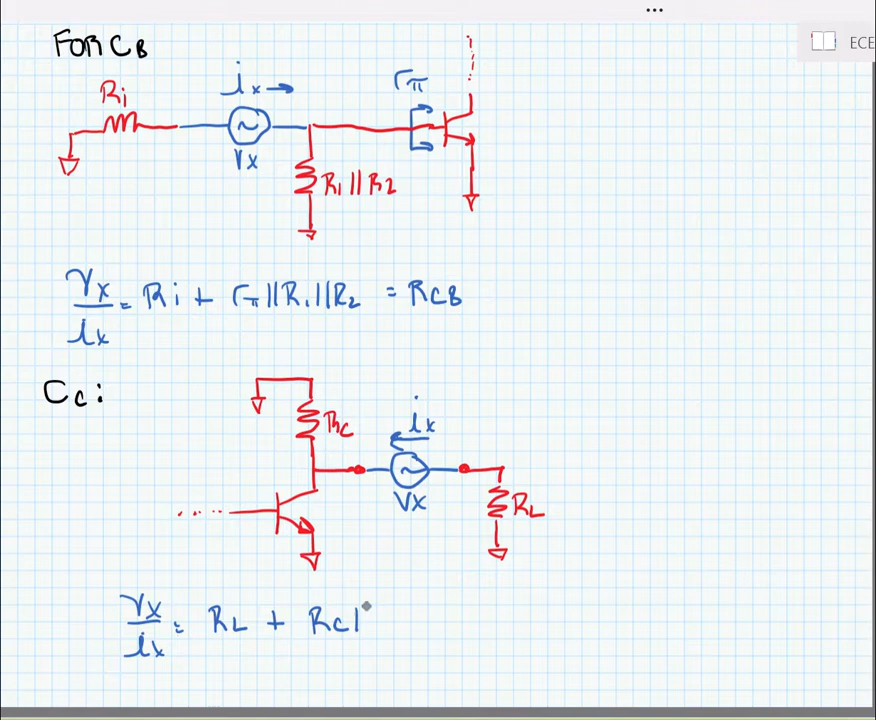 FOR CB
ECE
Ri
ix
rπ
Vx
R1 || R2
Vx/ix = Ri + rπ || R1 || R2 = RCB
Cc:
Rc
ix
Vx
RL
Vx/ix = RL + Rc |